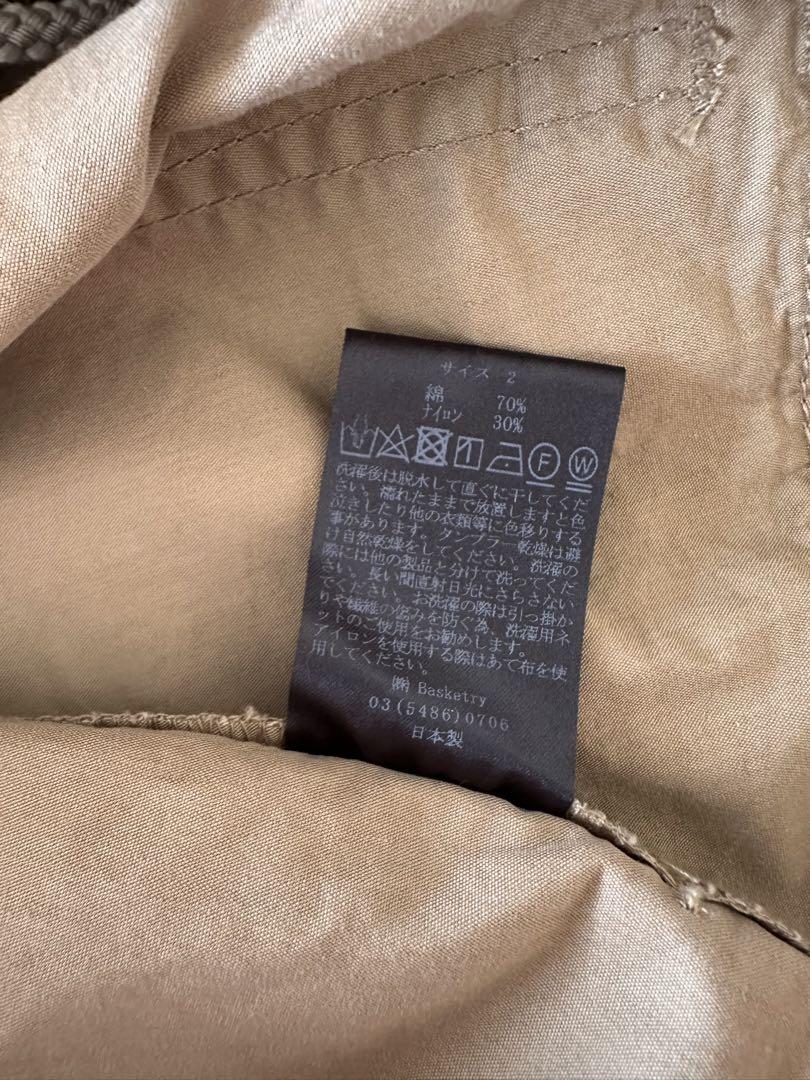 サイズ 2
綿 70%
ナイロン 30%
F W
洗濯後は脱水して直ぐに干してくだ
さい。濡れたままで放置しますと色
泣きしたり他の衣類等に色移りする
事があります。タンブラー乾燥は避
け自然乾燥をしてください。洗濯の
際には他の製品と分けて洗ってくだ
さい。長い間直射日光にさらさない
でください。お洗濯の際は引っ掛か
りや繊維の傷みを防ぐ為、洗濯用ネ
ットのご使用をお勧めします。
アイロンを使用する際はあて布を使
用してください。
㈱ Basketry
03(5486)0706
日本製